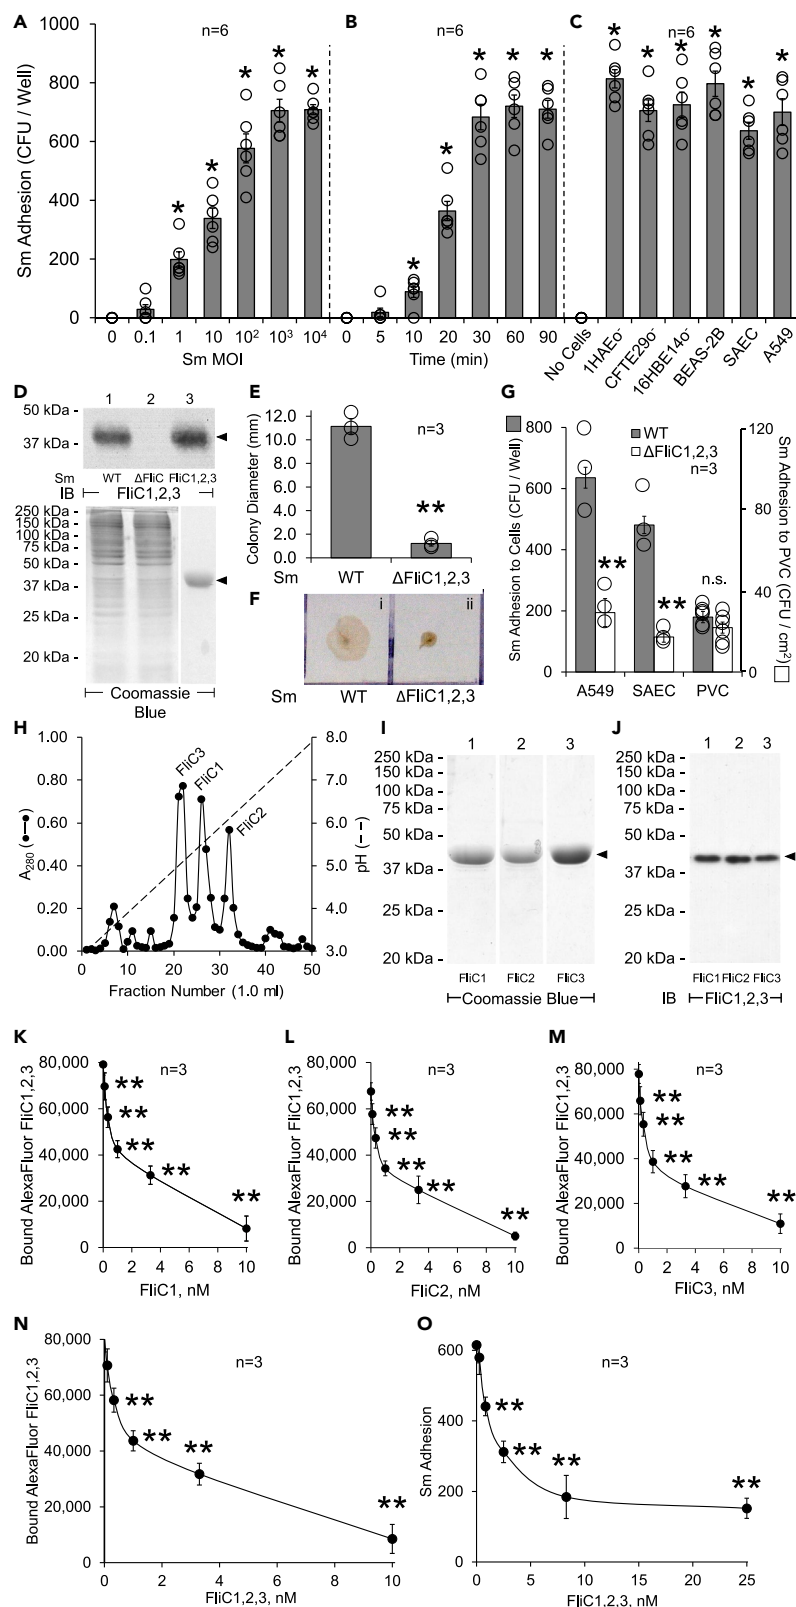 A
n=6
1000
800
600
400
200
0
Sm Adhesion (CFU / Well)
* * * * *
0 0.1 1 10 10² 10³ 10⁴
Sm MOI
B
n=6
* * * * *
0 5 10 20 30 60 90
Time (min)
C
n=6
* * * * * *
No Cells 1HAEo⁻ CFTE29o⁻ 16HBE14o⁻ BEAS-2B SAEC A549
D
1 2 3
50 kDa -
37 kDa -
Sm WT ΔFliC FliC1,2,3
IB FliC1,2,3
250 kDa -
150 kDa -
100 kDa -
75 kDa -
50 kDa -
37 kDa -
25 kDa -
20 kDa -
Coomassie
Blue
E
Colony Diameter (mm)
12.0
10.0
8.0
6.0
4.0
2.0
0.0
n=3
**
Sm WT ΔFliC1,2,3
F
i ii
Sm WT ΔFliC1,2,3
G
Sm Adhesion to Cells (CFU / Well)
800
600
400
200
0
WT
ΔFliC1,2,3
n=3
** ** n.s.
A549 SAEC PVC
120
80
40
0
Sm Adhesion to PVC (CFU / cm²)
H
A₂₈₀ (●–●)
1.00
0.80
0.60
0.40
0.20
0.00
FliC3
FliC1
FliC2
8.0
7.0
6.0
5.0
4.0
3.0
pH (– –)
0 10 20 30 40 50
Fraction Number (1.0 ml)
I
1 2 3
250 kDa -
150 kDa -
100 kDa -
75 kDa -
50 kDa -
37 kDa -
25 kDa -
20 kDa -
FliC1 FliC2 FliC3
Coomassie Blue
J
1 2 3
250 kDa -
150 kDa -
100 kDa -
75 kDa -
50 kDa -
37 kDa -
25 kDa -
20 kDa -
FliC1 FliC2 FliC3
IB FliC1,2,3
K
Bound AlexaFluor FliC1,2,3
80,000
60,000
40,000
20,000
0
n=3
** ** ** ** **
0 2 4 6 8 10
FliC1, nM
L
Bound AlexaFluor FliC1,2,3
80,000
60,000
40,000
20,000
0
n=3
** ** ** ** **
0 2 4 6 8 10
FliC2, nM
M
Bound AlexaFluor FliC1,2,3
80,000
60,000
40,000
20,000
0
n=3
** ** ** ** **
0 2 4 6 8 10
FliC3, nM
N
Bound AlexaFluor FliC1,2,3
80,000
60,000
40,000
20,000
0
n=3
** ** ** **
0 2 4 6 8 10
FliC1,2,3, nM
O
Sm Adhesion
600
400
200
0
n=3
** ** ** **
0 5 10 15 20 25
FliC1,2,3, nM